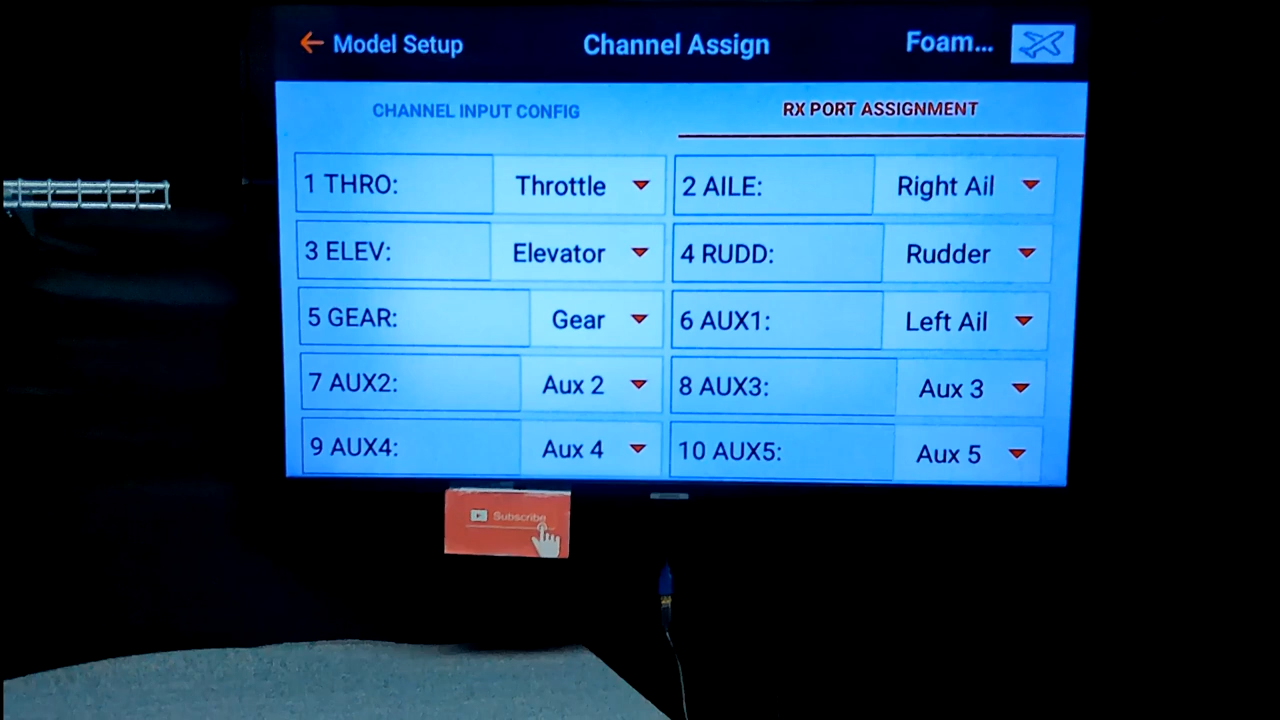 Model Setup
Channel Assign
Foam...
CHANNEL INPUT CONFIG
RX PORT ASSIGNMENT
1 THRO: Throttle
2 AILE: Right Ail
3 ELEV: Elevator
4 RUDD: Rudder
5 GEAR: Gear
6 AUX1: Left Ail
7 AUX2: Aux 2
8 AUX3: Aux 3
9 AUX4: Aux 4
10 AUX5: Aux 5
Subscribe